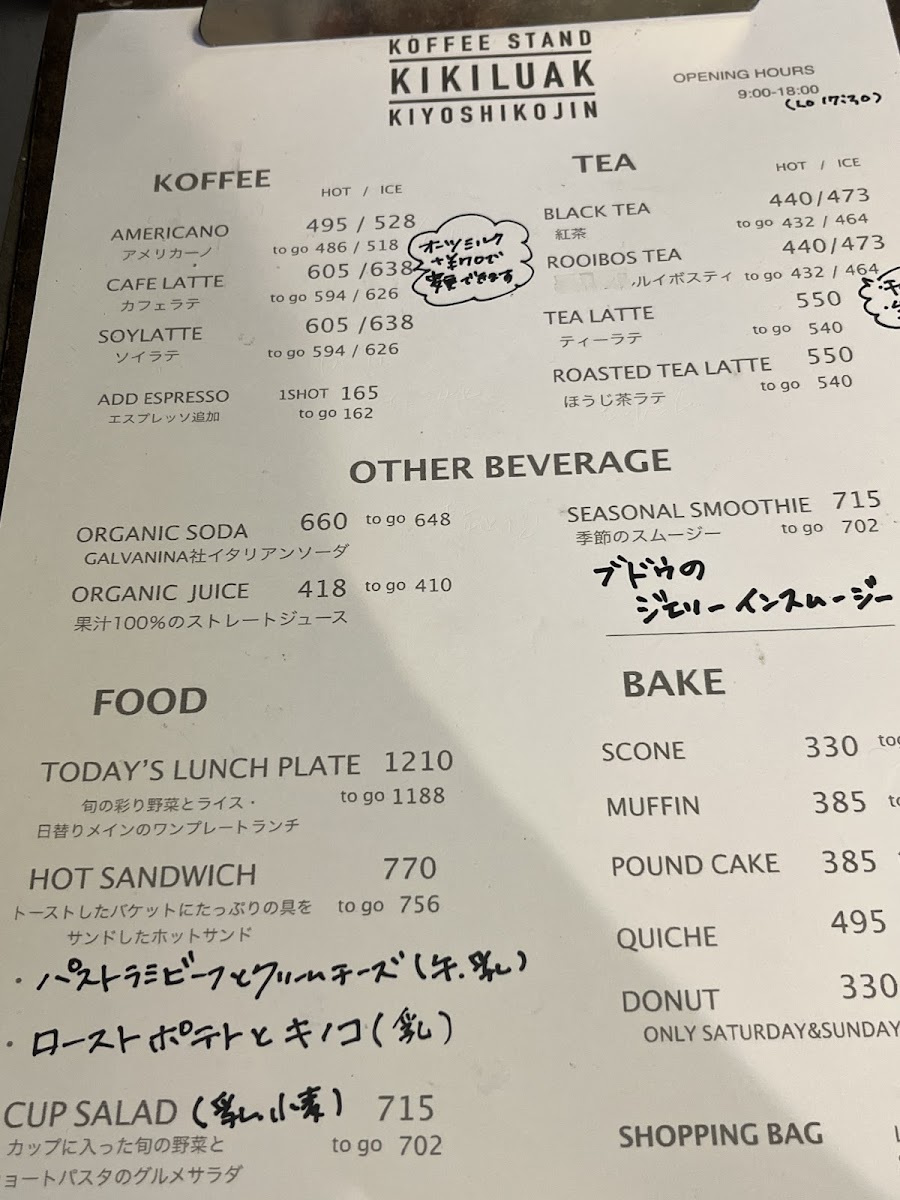 KOFFEE STAND
KIKILUAK
KIYOSHIKOJIN
OPENING HOURS
9:00-18:00
(LO 17:30)
KOFFEE
HOT / ICE
AMERICANO 495 / 528
アメリカーノ to go 486 / 518
CAFE LATTE 605 /638
カフェラテ to go 594 / 626
SOYLATTE 605 /638
ソイラテ to go 594 / 626
ADD ESPRESSO 1SHOT 165
エスプレッソ追加 to go 162
オーツミルク
+¥70で
変更できます
TEA
HOT / ICE
BLACK TEA 440/473
紅茶 to go 432 / 464
ROOIBOS TEA 440/473
ルイボスティ to go 432 / 464
TEA LATTE 550
ティーラテ to go 540
ROASTED TEA LATTE 550
ほうじ茶ラテ to go 540
OTHER BEVERAGE
ORGANIC SODA 660 to go 648
GALVANINA社イタリアンソーダ
ORGANIC JUICE 418 to go 410
果汁100%のストレートジュース
SEASONAL SMOOTHIE 715
季節のスムージー to go 702
ブドウの
ジェリーインスムージー
FOOD
TODAY'S LUNCH PLATE 1210
旬の彩り野菜とライス・ to go 1188
日替りメインのワンプレートランチ
HOT SANDWICH 770
トーストしたバケットにたっぷりの具を to go 756
サンドしたホットサンド
・パストラミビーフとクリームチーズ(牛.乳)
・ローストポテトとキノコ(乳)
CUP SALAD (乳.小麦) 715
カップに入った旬の野菜と to go 702
ョートパスタのグルメサラダ
BAKE
SCONE 330
MUFFIN 385
POUND CAKE 385
QUICHE 495
DONUT 330
ONLY SATURDAY&SUNDAY
SHOPPING BAG